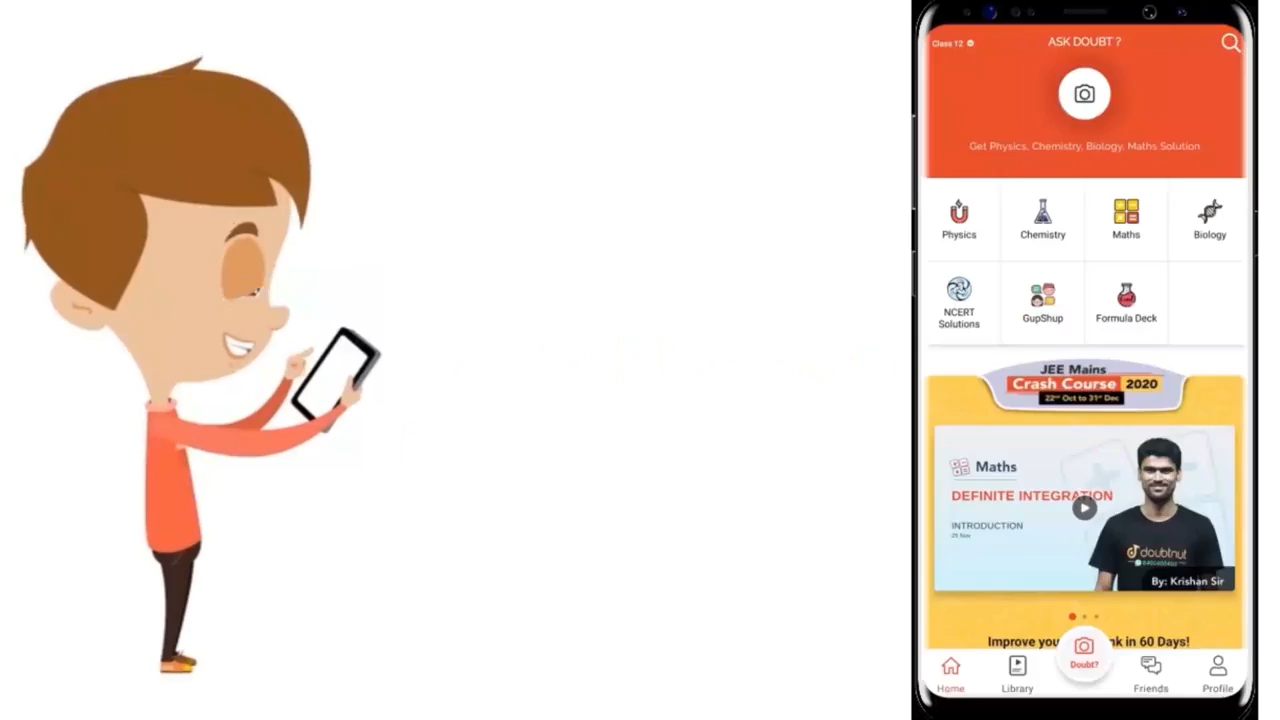 Class 12
ASK DOUBT ?
Get Physics, Chemistry, Biology, Maths Solution
Physics
Chemistry
Maths
Biology
NCERT
Solutions
GupShup
Formula Deck
JEE Mains
Crash Course 2020
22nd Oct to 31st Dec
Maths
DEFINITE INTEGRATION
INTRODUCTION
doubtnut
By: Krishan Sir
Improve you nk in 60 Days!
Doubt?
Home
Library
Friends
Profile